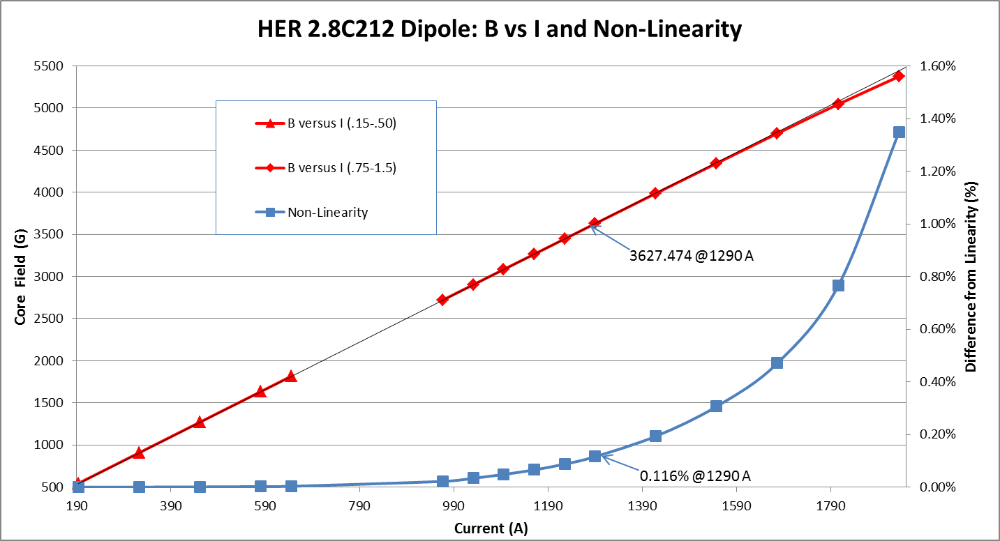 HER 2.8C212 Dipole: B vs I and Non-Linearity
5500
5000
4500
4000
3500
3000
2500
2000
1500
1000
500
Core Field (G)
B versus I (.15-.50)
B versus I (.75-1.5)
Non-Linearity
3627.474 @1290 A
0.116% @1290 A
1.60%
1.40%
1.20%
1.00%
0.80%
0.60%
0.40%
0.20%
0.00%
Difference from Linearity (%)
190 390 590 790 990 1190 1390 1590 1790
Current (A)